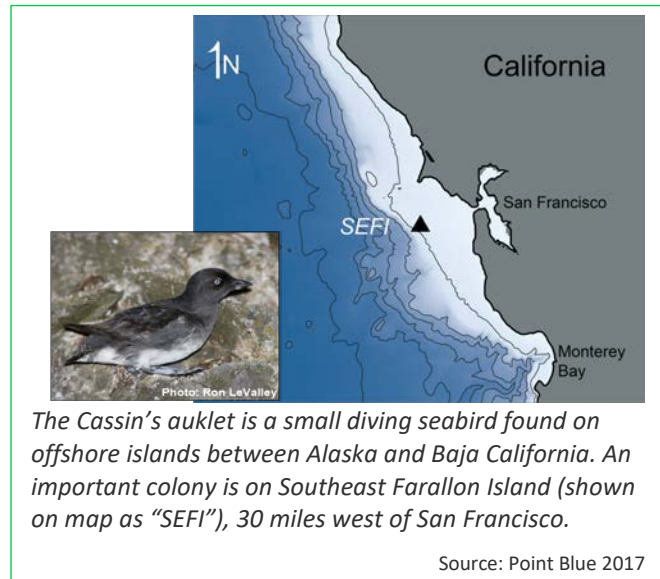 N
California
San Francisco
SEFI
Monterey
Bay
Photo: Ron LeValley
The Cassin’s auklet is a small diving seabird found on
offshore islands between Alaska and Baja California. An
important colony is on Southeast Farallon Island (shown
on map as “SEFI”), 30 miles west of San Francisco.
Source: Point Blue 2017